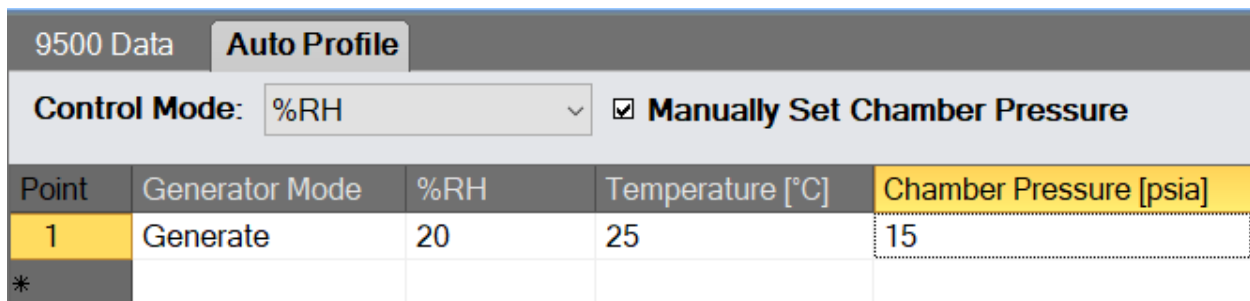 9500 Data Auto Profile
Control Mode: %RH Manually Set Chamber Pressure
Point Generator Mode %RH Temperature [°C] Chamber Pressure [psia]
1 Generate 20 25 15
*